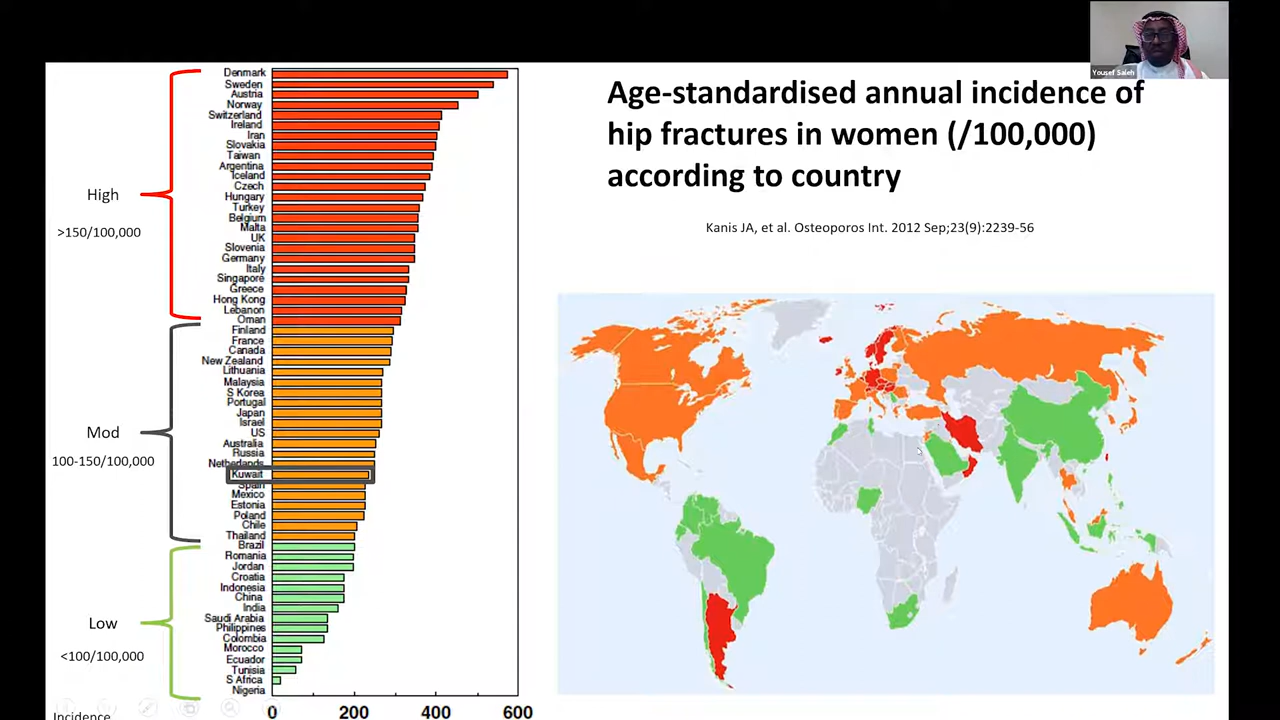 Yousef Saleh
Age-standardised annual incidence of
hip fractures in women (/100,000)
according to country
Kanis JA, et al. Osteoporos Int. 2012 Sep;23(9):2239-56
High
>150/100,000
Mod
100-150/100,000
Low
<100/100,000
Denmark
Sweden
Austria
Norway
Switzerland
Ireland
Iran
Slovakia
Taiwan
Argentina
Iceland
Czech
Hungary
Turkey
Belgium
Malta
UK
Slovenia
Germany
Italy
Singapore
Greece
Hong Kong
Lebanon
Oman
Finland
France
Canada
New Zealand
Lithuania
Malaysia
S Korea
Portugal
Japan
Israel
US
Australia
Russia
Netherlands
Kuwait
Spain
Mexico
Estonia
Poland
Chile
Thailand
Brazil
Romania
Jordan
Croatia
Indonesia
China
India
Saudi Arabia
Philippines
Colombia
Morocco
Ecuador
Tunisia
S Africa
Nigeria
0 200 400 600
Incidence